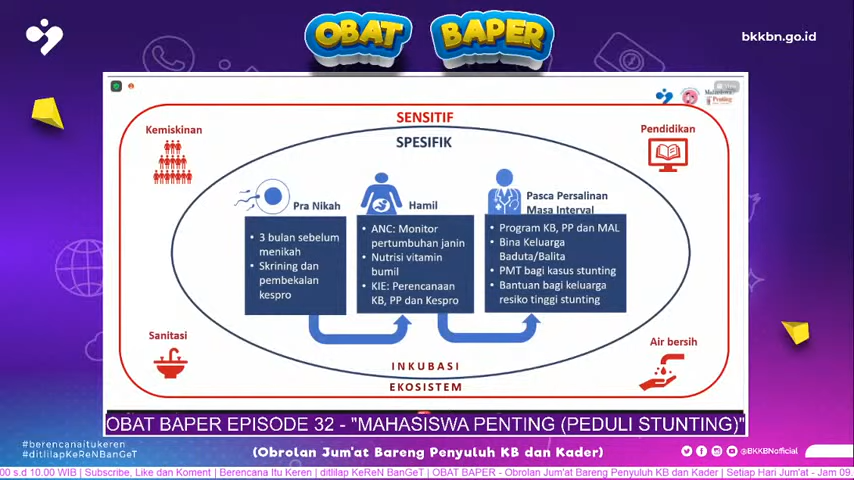 OBAT BAPER
bkkbn.go.id
Mahasiswa
Penting
SENSITIF
Kemiskinan
Pendidikan
SPESIFIK
Pra Nikah
• 3 bulan sebelum
menikah
• Skrining dan
pembekalan
kespro
Hamil
• ANC: Monitor
pertumbuhan janin
• Nutrisi vitamin
bumil
• KIE: Perencanaan
KB, PP dan Kespro
Pasca Persalinan
Masa Interval
• Program KB, PP dan MAL
• Bina Keluarga
Baduta/Balita
• PMT bagi kasus stunting
• Bantuan bagi keluarga
resiko tinggi stunting
Sanitasi
Air bersih
INKUBASI
EKOSISTEM
OBAT BAPER EPISODE 32 - "MAHASISWA PENTING (PEDULI STUNTING)"
#berencanaitukeren
#ditlilapKeReNBanGeT
(Obrolan Jum'at Bareng Penyuluh KB dan Kader)
@BKKBNofficial
00 s.d 10.00 WIB | Subscribe, Like dan Koment | Berencana Itu Keren | ditlilap KeReN BanGeT | OBAT BAPER - Obrolan Jum'at Bareng Penyuluh KB dan Kader | Setiap Hari Jum'at - Jam 09.